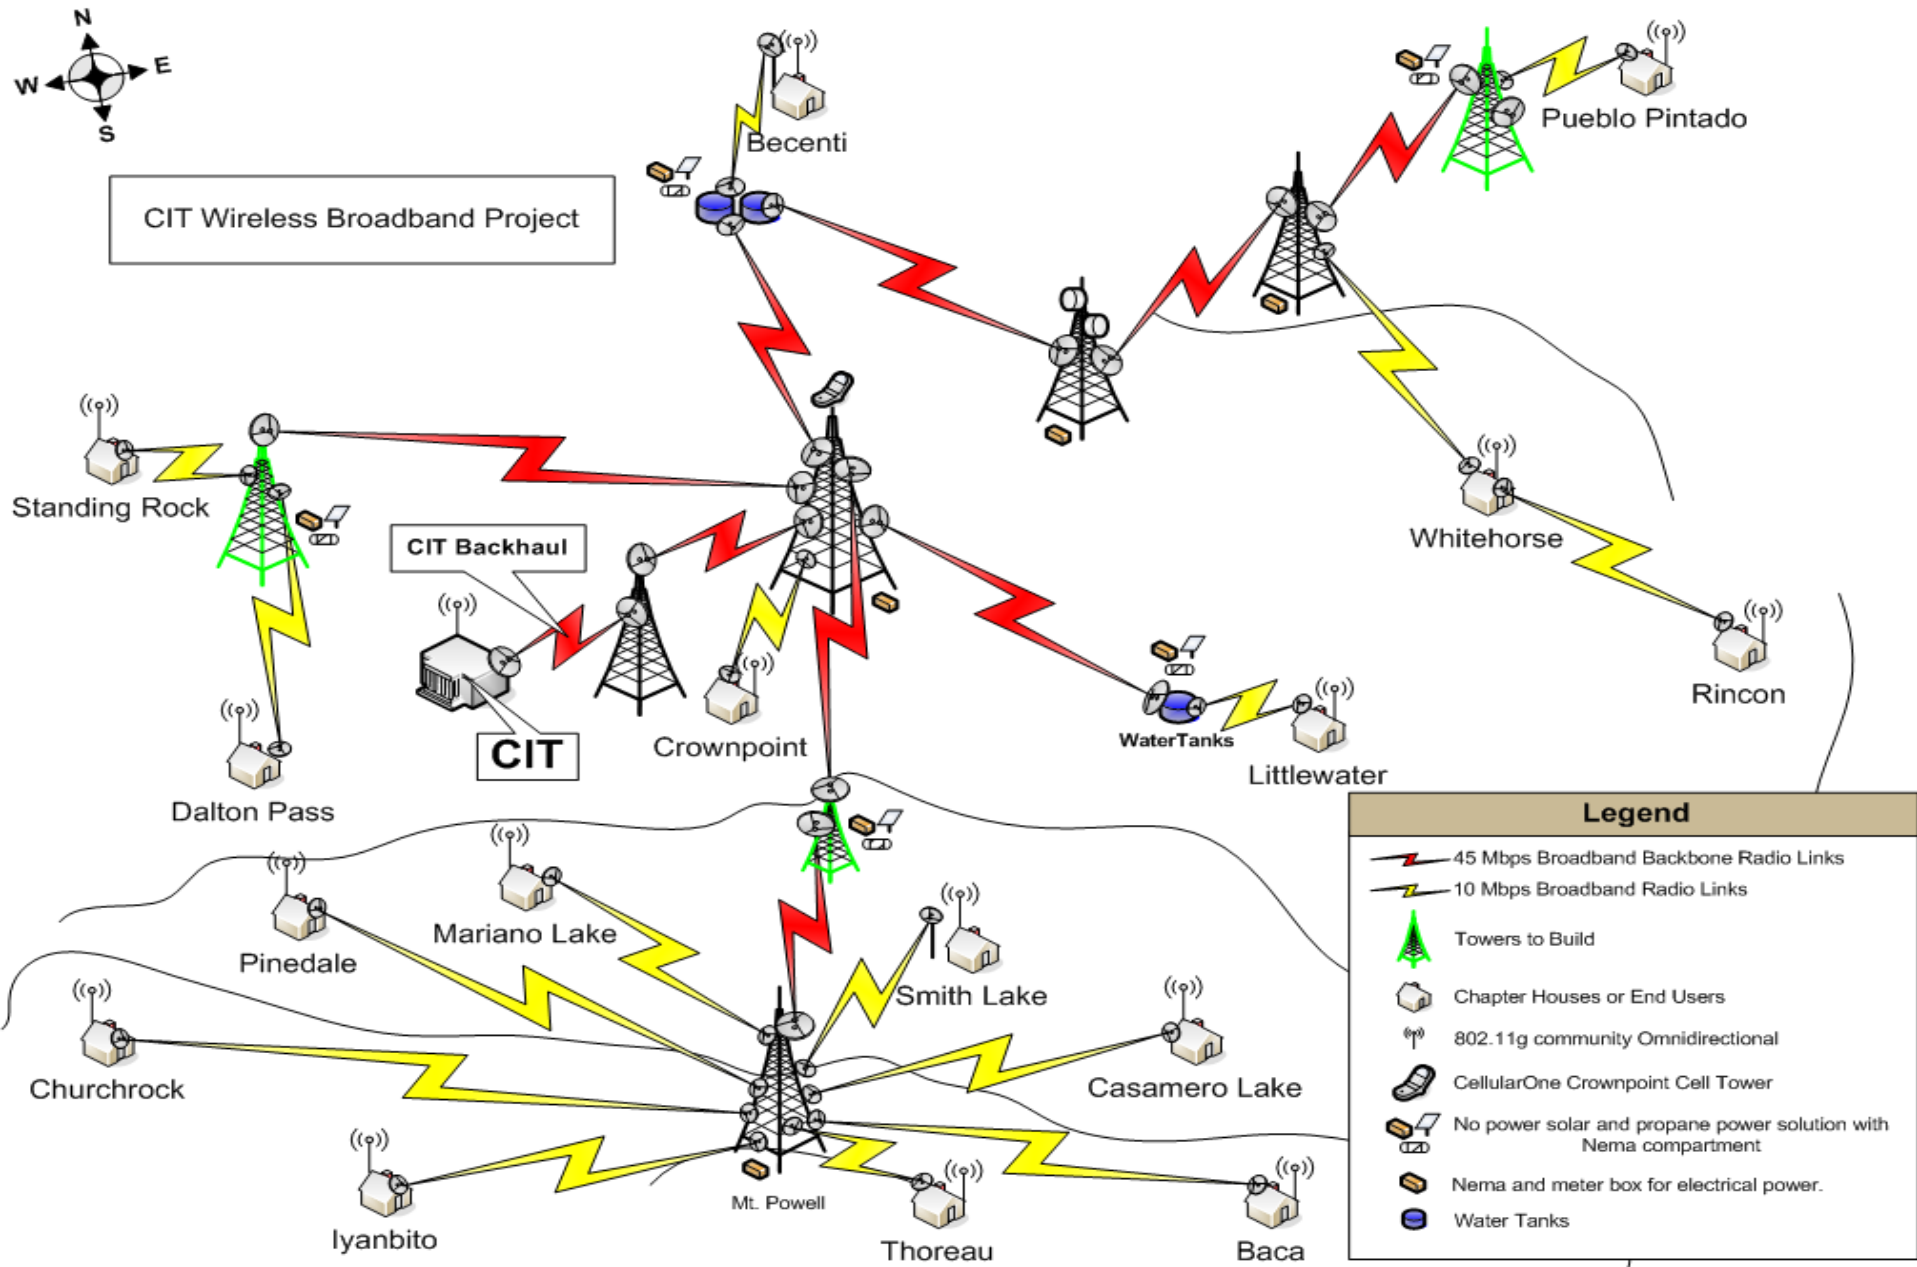 N
W
E
S
CIT Wireless Broadband Project
Becenti
Pueblo Pintado
Standing Rock
CIT Backhaul
Whitehorse
Rincon
CIT
Crownpoint
WaterTanks
Littlewater
Dalton Pass
Mariano Lake
Pinedale
Smith Lake
Churchrock
Casamero Lake
Mt. Powell
Iyanbito
Thoreau
Baca
Legend
45 Mbps Broadband Backbone Radio Links
10 Mbps Broadband Radio Links
Towers to Build
Chapter Houses or End Users
802.11g community Omnidirectional
CellularOne Crownpoint Cell Tower
No power solar and propane power solution with
Nema compartment
Nema and meter box for electrical power.
Water Tanks